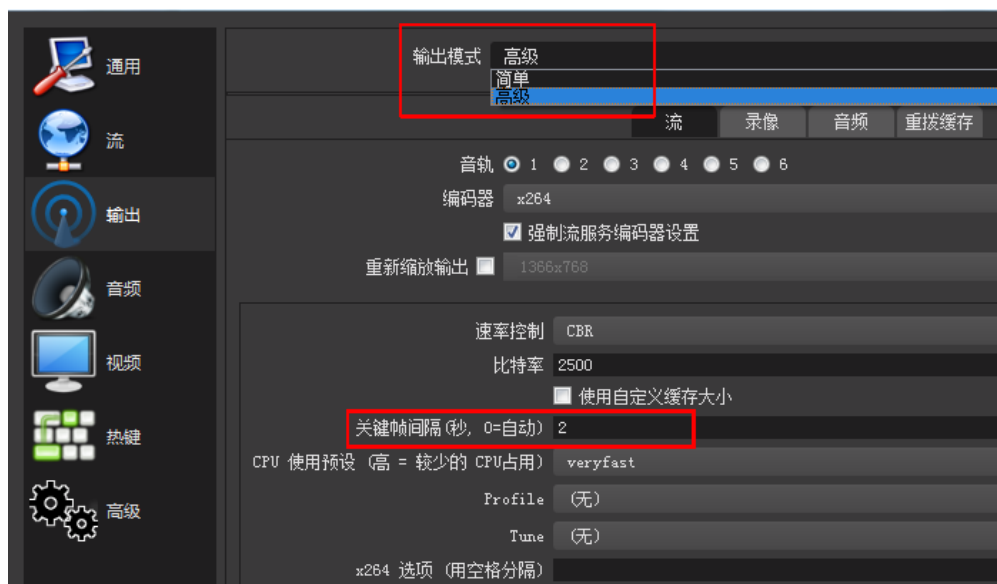 通用
流
输出
音频
视频
热键
高级
输出模式 高级
简单
高级
流 录像 音频 重拨缓存
音轨 1 2 3 4 5 6
编码器 x264
强制流服务编码器设置
重新缩放输出 1366x768
速率控制 CBR
比特率 2500
使用自定义缓存大小
关键帧间隔(秒, 0=自动) 2
CPU 使用预设 (高 = 较少的 CPU占用) veryfast
Profile (无)
Tune (无)
x264 选项 (用空格分隔)